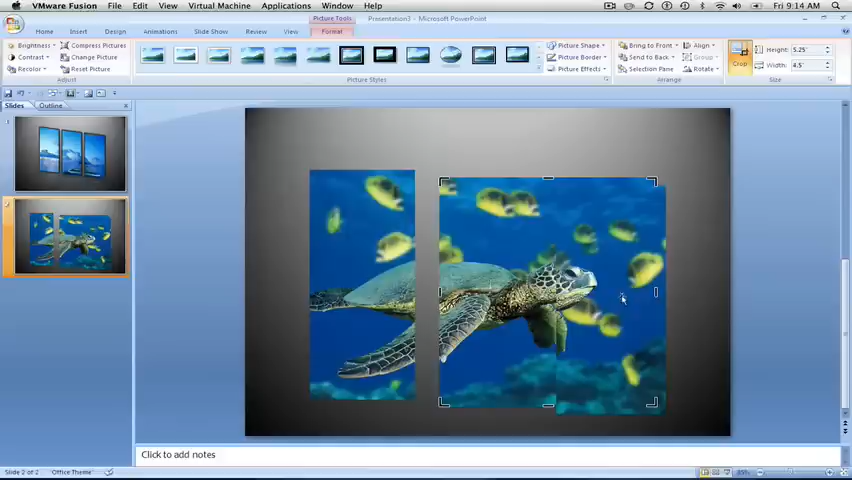 VMware Fusion File Edit View Virtual Machine Applications Window Help Fri 9:14 AM
Picture Tools Presentation3 - Microsoft PowerPoint
Home Insert Design Animations Slide Show Review View Format
Brightness Compress Pictures Picture Shape Bring to Front Align Height: 5.25"
Contrast Change Picture Picture Border Send to Back Group Crop Width: 4.5"
Recolor Reset Picture Picture Effects Selection Pane Rotate
Adjust Picture Styles Arrange Size
Slides Outline
Click to add notes
Slide 2 of 2 "Office Theme" 85%